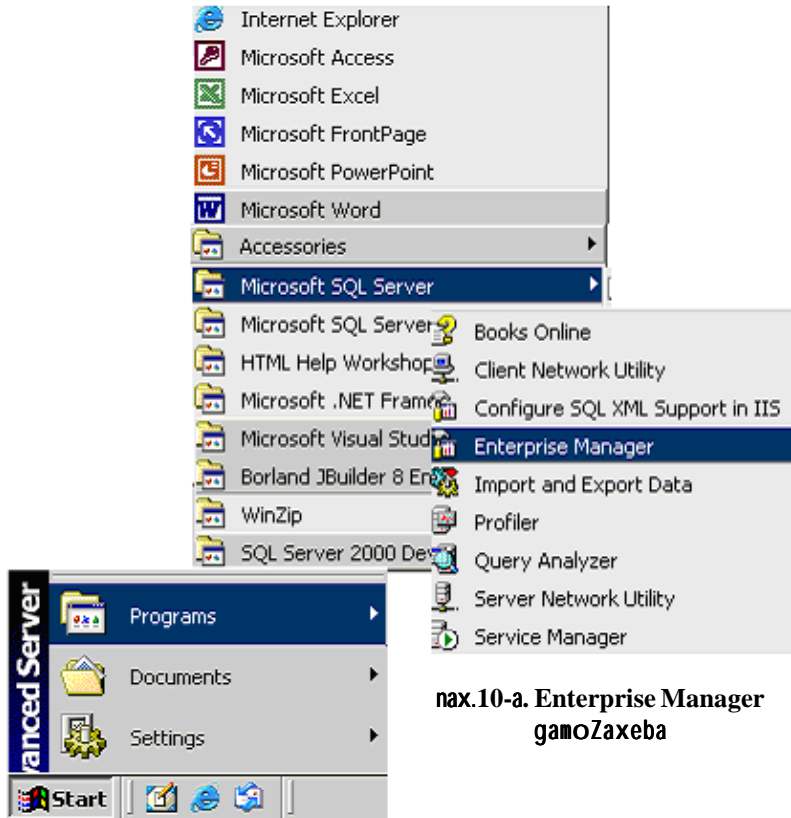 Internet Explorer
Microsoft Access
Microsoft Excel
Microsoft FrontPage
Microsoft PowerPoint
Microsoft Word
Accessories
Microsoft SQL Server
Microsoft SQL Server
HTML Help Workshop
Microsoft .NET Frame
Microsoft Visual Stud
Borland JBuilder 8 En
WinZip
SQL Server 2000 Dev
Books Online
Client Network Utility
Configure SQL XML Support in IIS
Enterprise Manager
Import and Export Data
Profiler
Query Analyzer
Server Network Utility
Service Manager
vanced Server
Programs
Documents
Settings
Start
nax.10-a. Enterprise Manager
gamoZaxeba